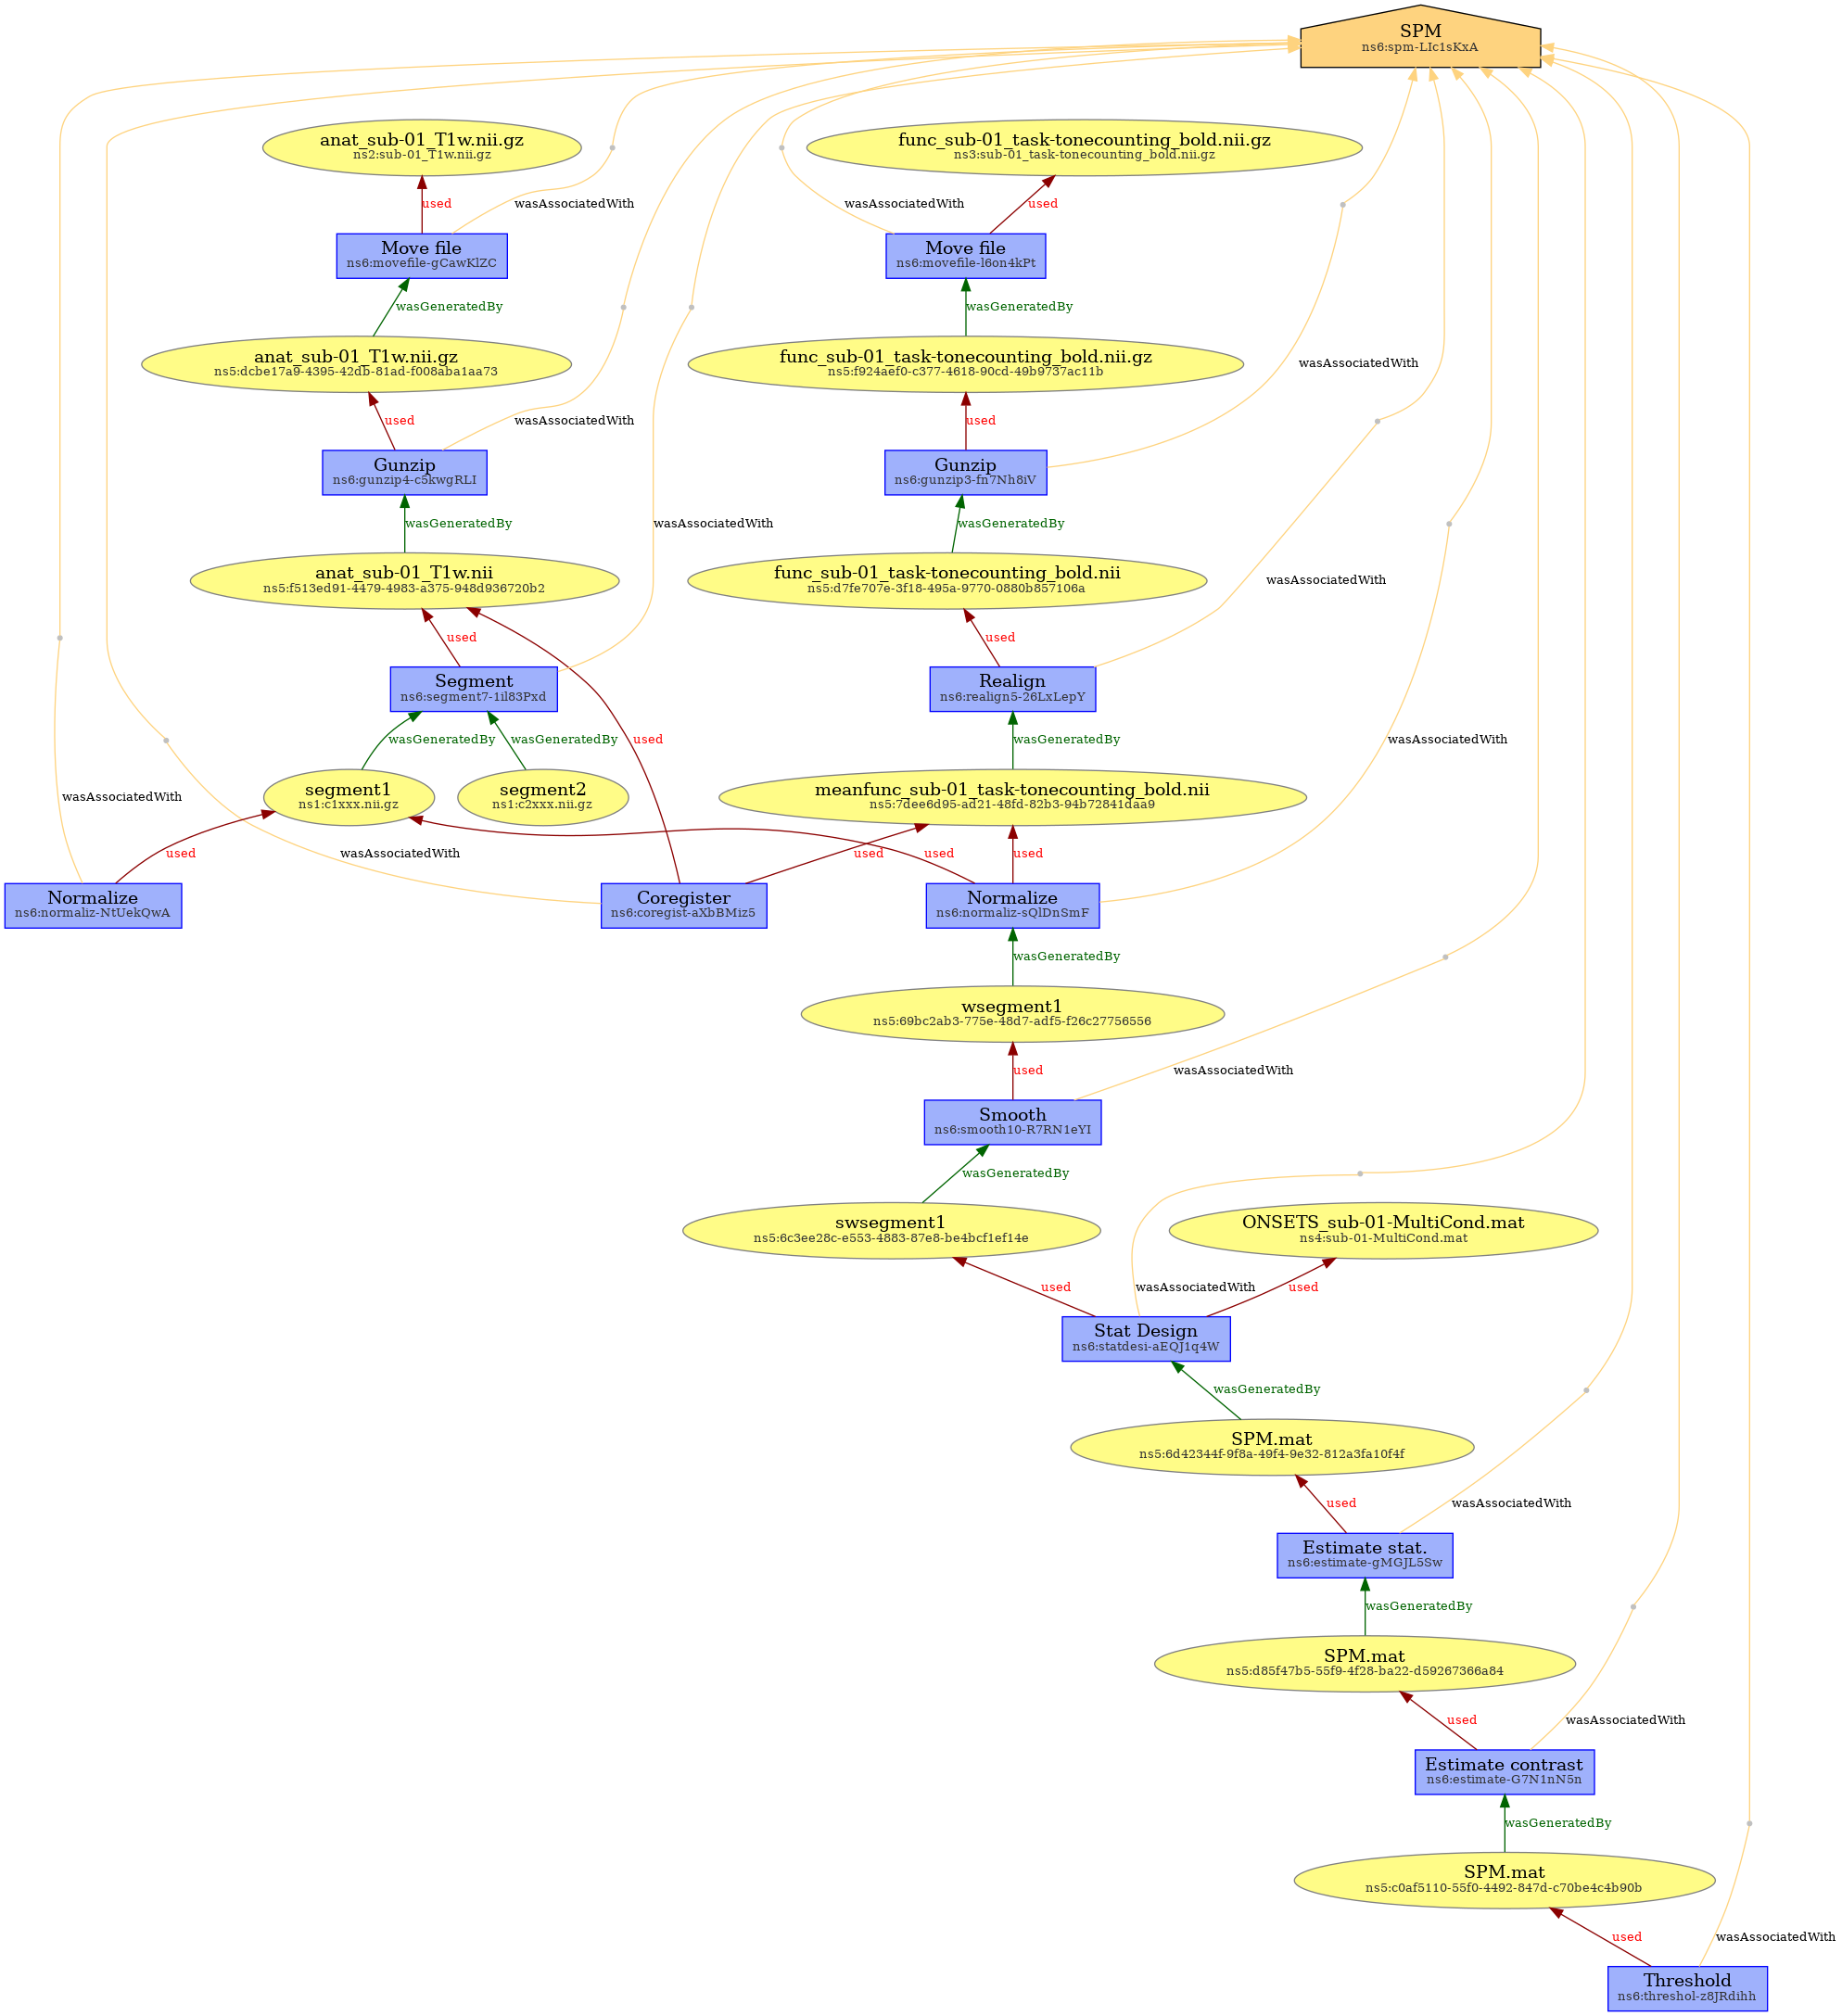 SPM
ns6:spm-LIc1sKxA
anat_sub-01_T1w.nii.gz
ns2:sub-01_T1w.nii.gz
func_sub-01_task-tonecounting_bold.nii.gz
ns3:sub-01_task-tonecounting_bold.nii.gz
used
wasAssociatedWith
wasAssociatedWith
used
Move file
ns6:movefile-gCawKlZC
Move file
ns6:movefile-l6on4kPt
wasGeneratedBy
wasGeneratedBy
anat_sub-01_T1w.nii.gz
ns5:dcbe17a9-4395-42db-81ad-f008aba1aa73
func_sub-01_task-tonecounting_bold.nii.gz
ns5:f924aef0-c377-4618-90cd-49b9737ac11b
wasAssociatedWith
used
wasAssociatedWith
used
Gunzip
ns6:gunzip4-c5kwgRLI
Gunzip
ns6:gunzip3-fn7Nh8iV
wasGeneratedBy
wasAssociatedWith
wasGeneratedBy
anat_sub-01_T1w.nii
ns5:f513ed91-4479-4983-a375-948d936720b2
func_sub-01_task-tonecounting_bold.nii
ns5:d7fe707e-3f18-495a-9770-0880b857106a
wasAssociatedWith
used
used
Segment
ns6:segment7-1il83Pxd
Realign
ns6:realign5-26LxLepY
wasGeneratedBy
wasGeneratedBy
used
wasGeneratedBy
wasAssociatedWith
segment1
ns1:c1xxx.nii.gz
segment2
ns1:c2xxx.nii.gz
meanfunc_sub-01_task-tonecounting_bold.nii
ns5:7dee6d95-ad21-48fd-82b3-94b72841daa9
wasAssociatedWith
used
wasAssociatedWith
used
used
used
Normalize
ns6:normaliz-NtUekQwA
Coregister
ns6:coregist-aXbBMiz5
Normalize
ns6:normaliz-sQlDnSmF
wasGeneratedBy
wsegment1
ns5:69bc2ab3-775e-48d7-adf5-f26c27756556
used
wasAssociatedWith
Smooth
ns6:smooth10-R7RN1eYI
wasGeneratedBy
swsegment1
ns5:6c3ee28c-e553-4883-87e8-be4bcf1ef14e
ONSETS_sub-01-MultiCond.mat
ns4:sub-01-MultiCond.mat
used
wasAssociatedWith
used
Stat Design
ns6:statdesi-aEQJ1q4W
wasGeneratedBy
SPM.mat
ns5:6d42344f-9f8a-49f4-9e32-812a3fa10f4f
used
wasAssociatedWith
Estimate stat.
ns6:estimate-gMGJL5Sw
wasGeneratedBy
SPM.mat
ns5:d85f47b5-55f9-4f28-ba22-d59267366a84
used
wasAssociatedWith
Estimate contrast
ns6:estimate-G7N1nN5n
wasGeneratedBy
SPM.mat
ns5:c0af5110-55f0-4492-847d-c70be4c4b90b
used
wasAssociatedWith
Threshold
ns6:threshol-z8JRdihh